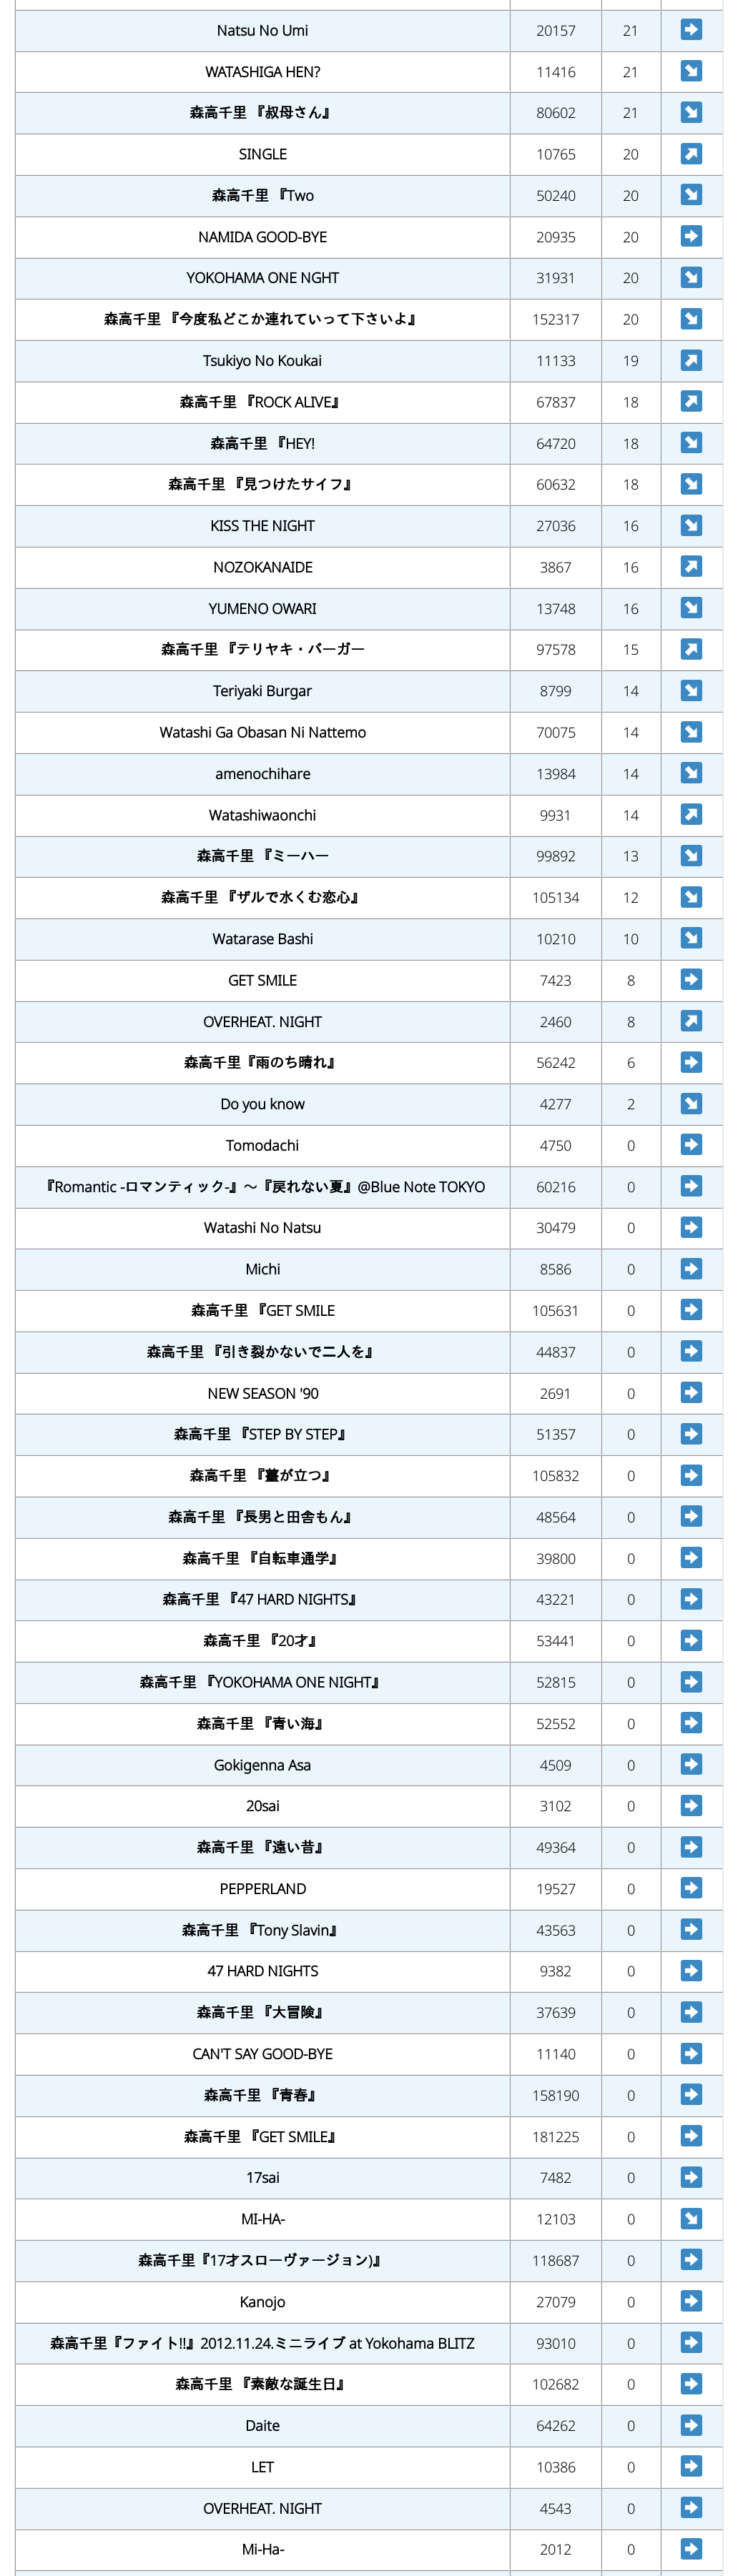 Natsu No Umi 20157 21
WATASHIGA HEN? 11416 21
森高千里 『叔母さん』 80602 21
SINGLE 10765 20
森高千里 『Two 50240 20
NAMIDA GOOD-BYE 20935 20
YOKOHAMA ONE NGHT 31931 20
森高千里 『今度私どこか連れていって下さいよ』 152317 20
Tsukiyo No Koukai 11133 19
森高千里 『ROCK ALIVE』 67837 18
森高千里 『HEY! 64720 18
森高千里 『見つけたサイフ』 60632 18
KISS THE NIGHT 27036 16
NOZOKANAIDE 3867 16
YUMENO OWARI 13748 16
森高千里 『テリヤキ・バーガー 97578 15
Teriyaki Burgar 8799 14
Watashi Ga Obasan Ni Nattemo 70075 14
amenochihare 13984 14
Watashiwaonchi 9931 14
森高千里 『ミーハー 99892 13
森高千里 『ザルで水くむ恋心』 105134 12
Watarase Bashi 10210 10
GET SMILE 7423 8
OVERHEAT. NIGHT 2460 8
森高千里『雨のち晴れ』 56242 6
Do you know 4277 2
Tomodachi 4750 0
『Romantic -ロマンティック-』～『戻れない夏』@Blue Note TOKYO 60216 0
Watashi No Natsu 30479 0
Michi 8586 0
森高千里 『GET SMILE 105631 0
森高千里 『引き裂かないで二人を』 44837 0
NEW SEASON '90 2691 0
森高千里 『STEP BY STEP』 51357 0
森高千里 『薹が立つ』 105832 0
森高千里 『長男と田舎もん』 48564 0
森高千里 『自転車通学』 39800 0
森高千里 『47 HARD NIGHTS』 43221 0
森高千里 『20才』 53441 0
森高千里 『YOKOHAMA ONE NIGHT』 52815 0
森高千里 『青い海』 52552 0
Gokigenna Asa 4509 0
20sai 3102 0
森高千里 『遠い昔』 49364 0
PEPPERLAND 19527 0
森高千里 『Tony Slavin』 43563 0
47 HARD NIGHTS 9382 0
森高千里 『大冒険』 37639 0
CAN'T SAY GOOD-BYE 11140 0
森高千里 『青春』 158190 0
森高千里 『GET SMILE』 181225 0
17sai 7482 0
MI-HA- 12103 0
森高千里『17才スローヴァージョン)』 118687 0
Kanojo 27079 0
森高千里『ファイト!!』2012.11.24.ミニライブ at Yokohama BLITZ 93010 0
森高千里 『素敵な誕生日』 102682 0
Daite 64262 0
LET 10386 0
OVERHEAT. NIGHT 4543 0
Mi-Ha- 2012 0